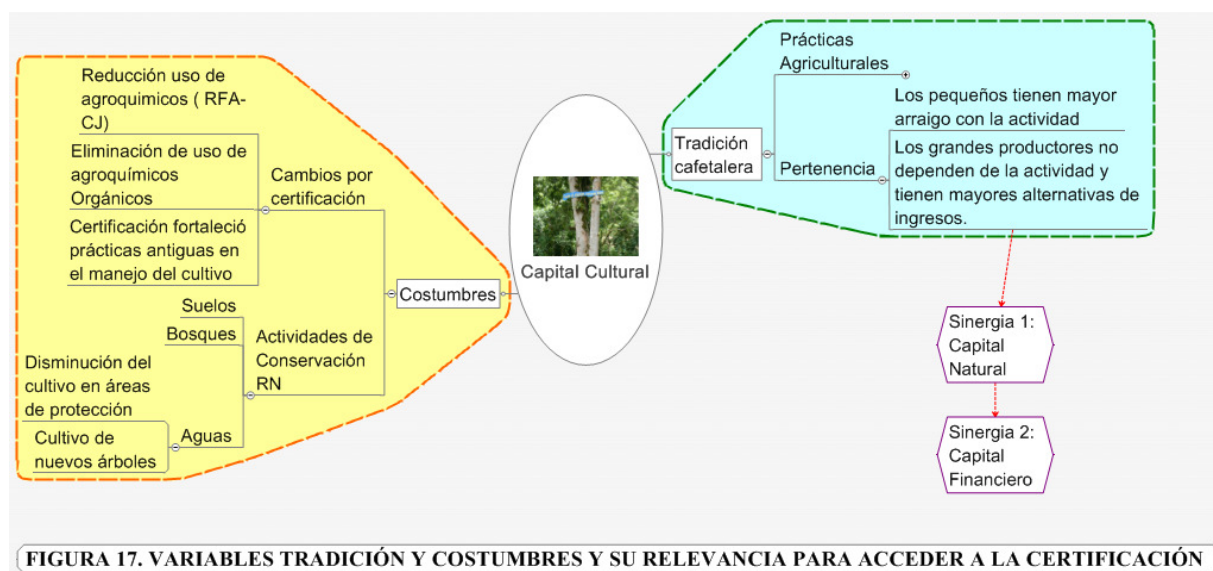 Reducción uso de
agroquimicos ( RFA-
CJ)
Eliminación de uso de
agroquímicos
Orgánicos
Certificación fortaleció
prácticas antiguas en
el manejo del cultivo
Cambios por
certificación
Suelos
Bosques
Disminución del
cultivo en áreas
de protección
Cultivo de
nuevos árboles
Aguas
Actividades de
Conservación
RN
Costumbres
Capital Cultural
Tradición
cafetalera
Prácticas
Agriculturales
Pertenencia
Los pequeños tienen mayor
arraigo con la actividad
Los grandes productores no
dependen de la actividad y
tienen mayores alternativas de
ingresos.
Sinergia 1:
Capital
Natural
Sinergia 2:
Capital
Financiero
FIGURA 17. VARIABLES TRADICIÓN Y COSTUMBRES Y SU RELEVANCIA PARA ACCEDER A LA CERTIFICACIÓN